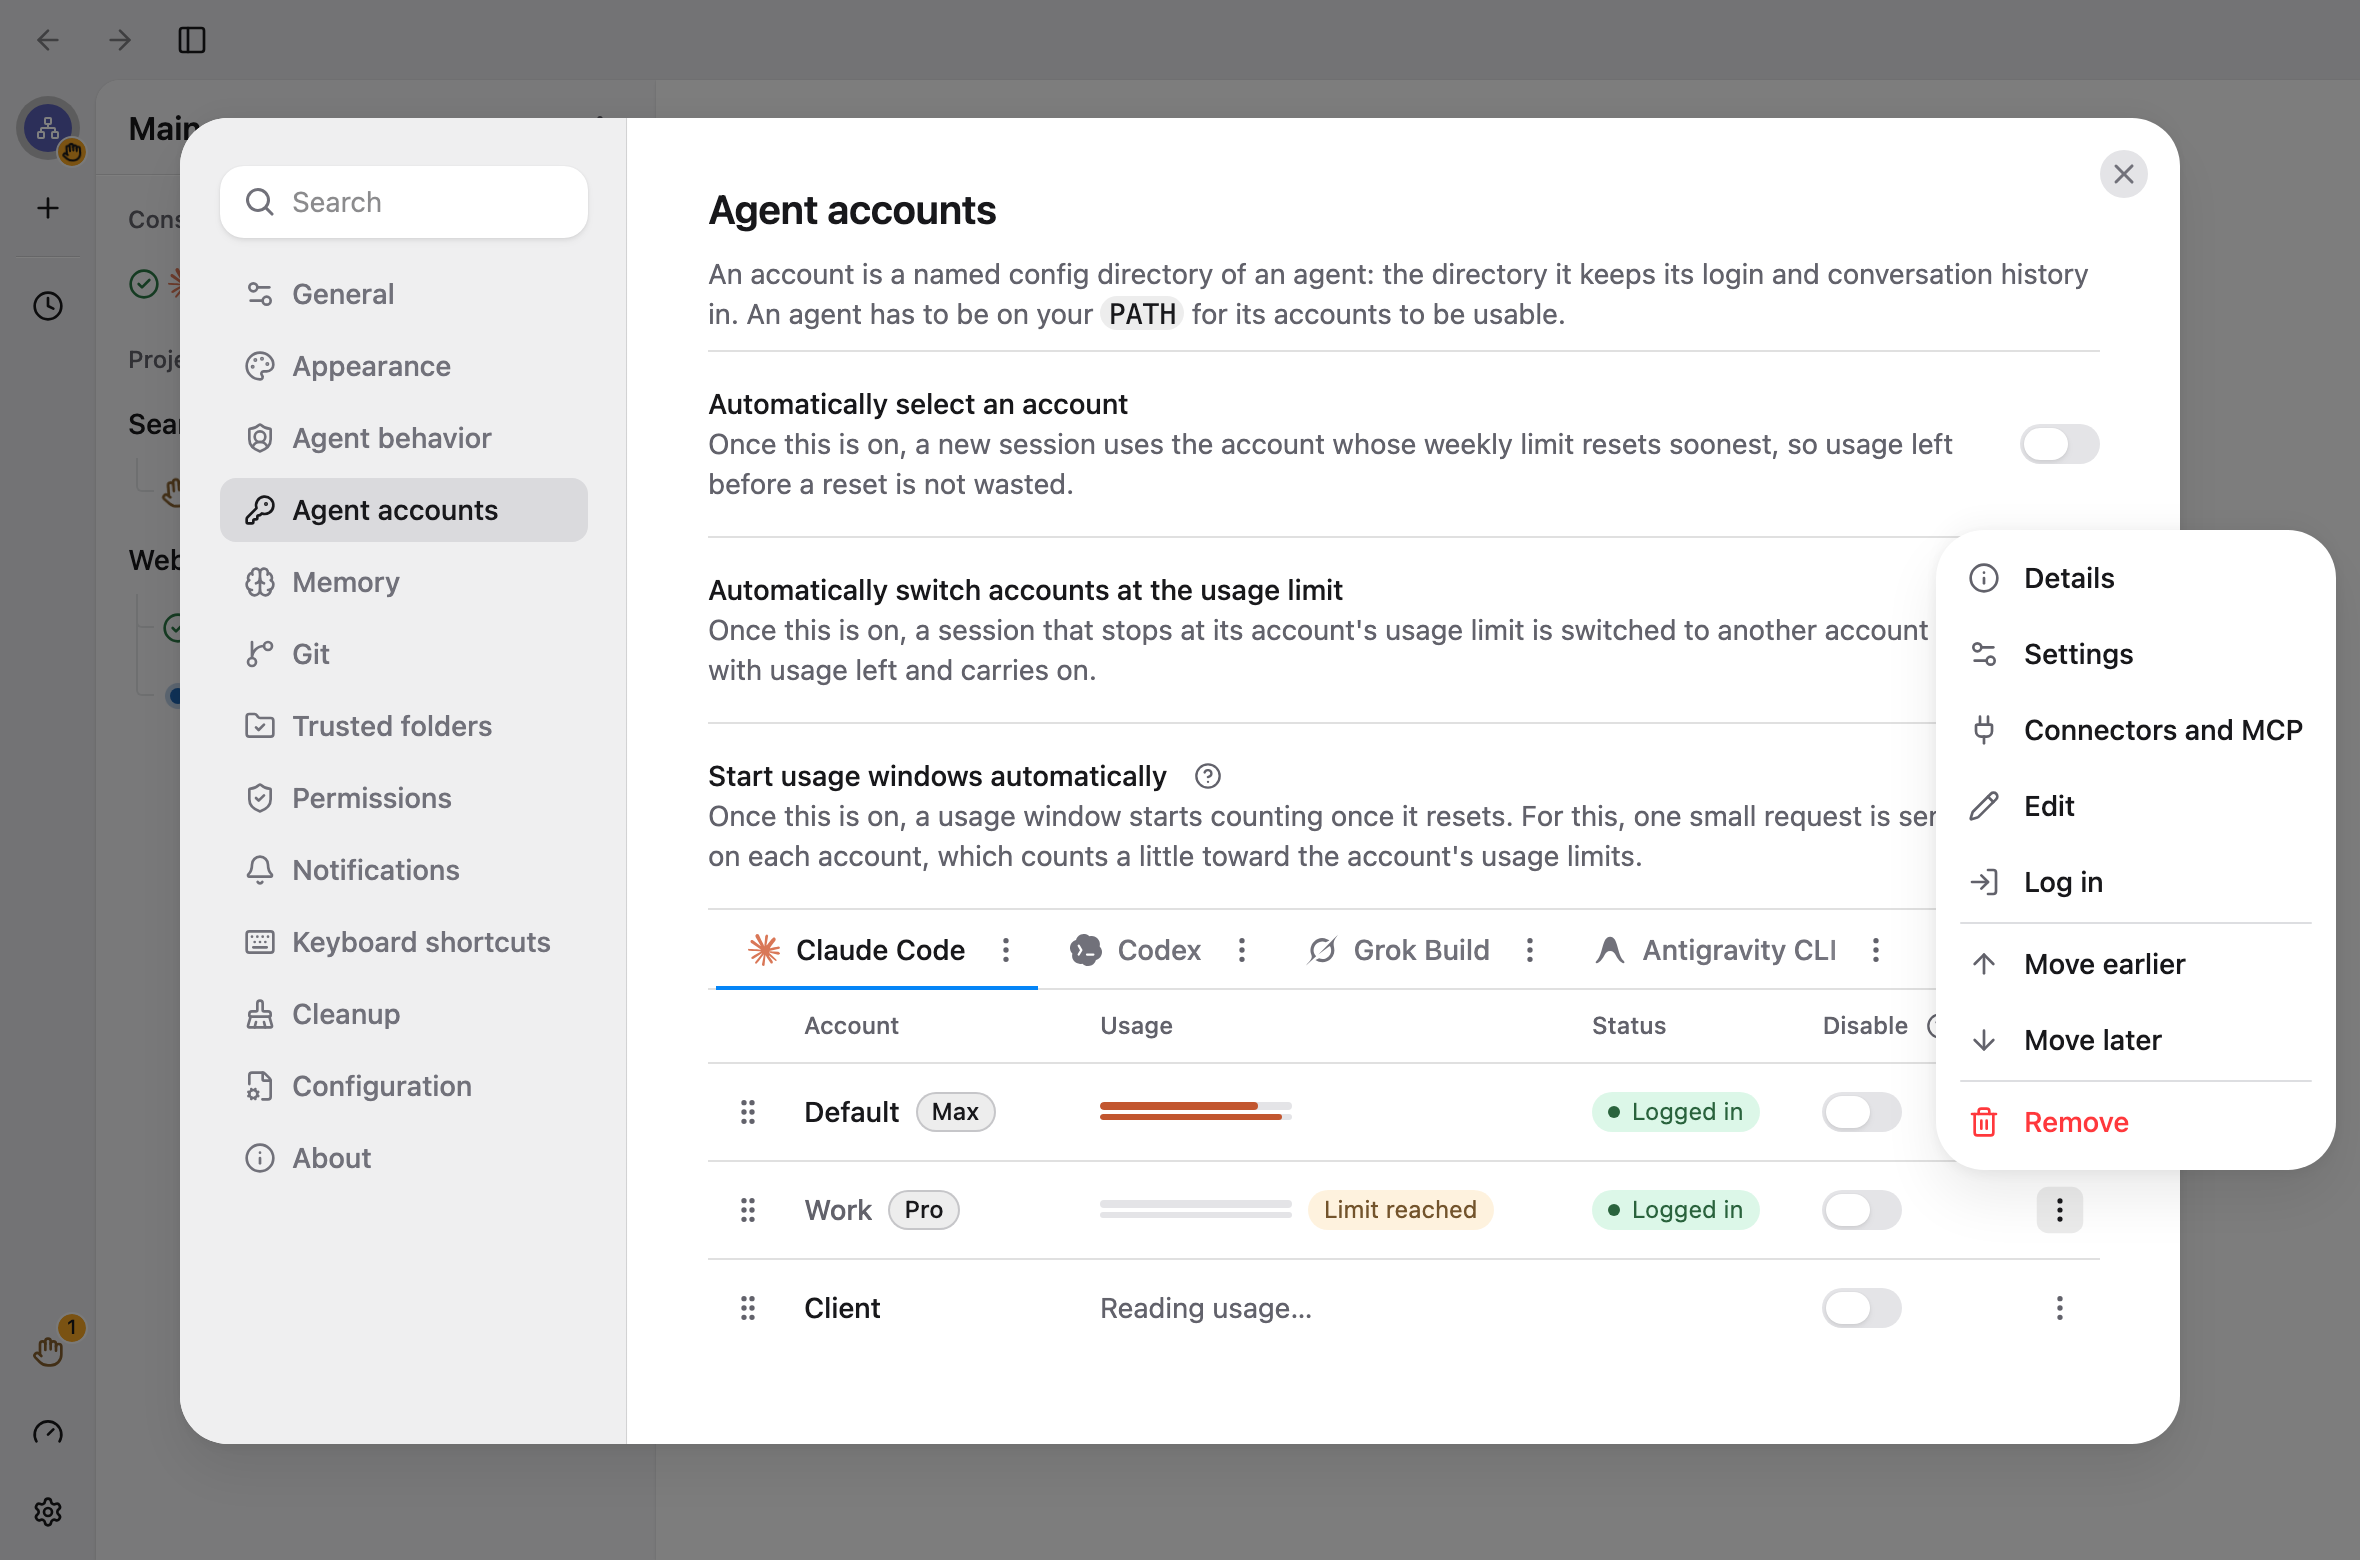 Main
Search
General
Appearance
Agent behavior
Agent accounts
Memory
Git
Trusted folders
Permissions
Notifications
Keyboard shortcuts
Cleanup
Configuration
About
1
Agent accounts
An account is a named config directory of an agent: the directory it keeps its login and conversation history
in. An agent has to be on your PATH for its accounts to be usable.
Automatically select an account
Once this is on, a new session uses the account whose weekly limit resets soonest, so usage left
before a reset is not wasted.
Automatically switch accounts at the usage limit
Once this is on, a session that stops at its account's usage limit is switched to another account
with usage left and carries on.
Start usage windows automatically
Once this is on, a usage window starts counting once it resets. For this, one small request is
on each account, which counts a little toward the account's usage limits.
Claude Code
Codex
Grok Build
Antigravity CLI
Account Usage Status Disable
Default Max Logged in
Work Pro Limit reached Logged in
Client Reading usage...
Details
Settings
Connectors and MCP
Edit
Log in
Move earlier
Move later
Remove